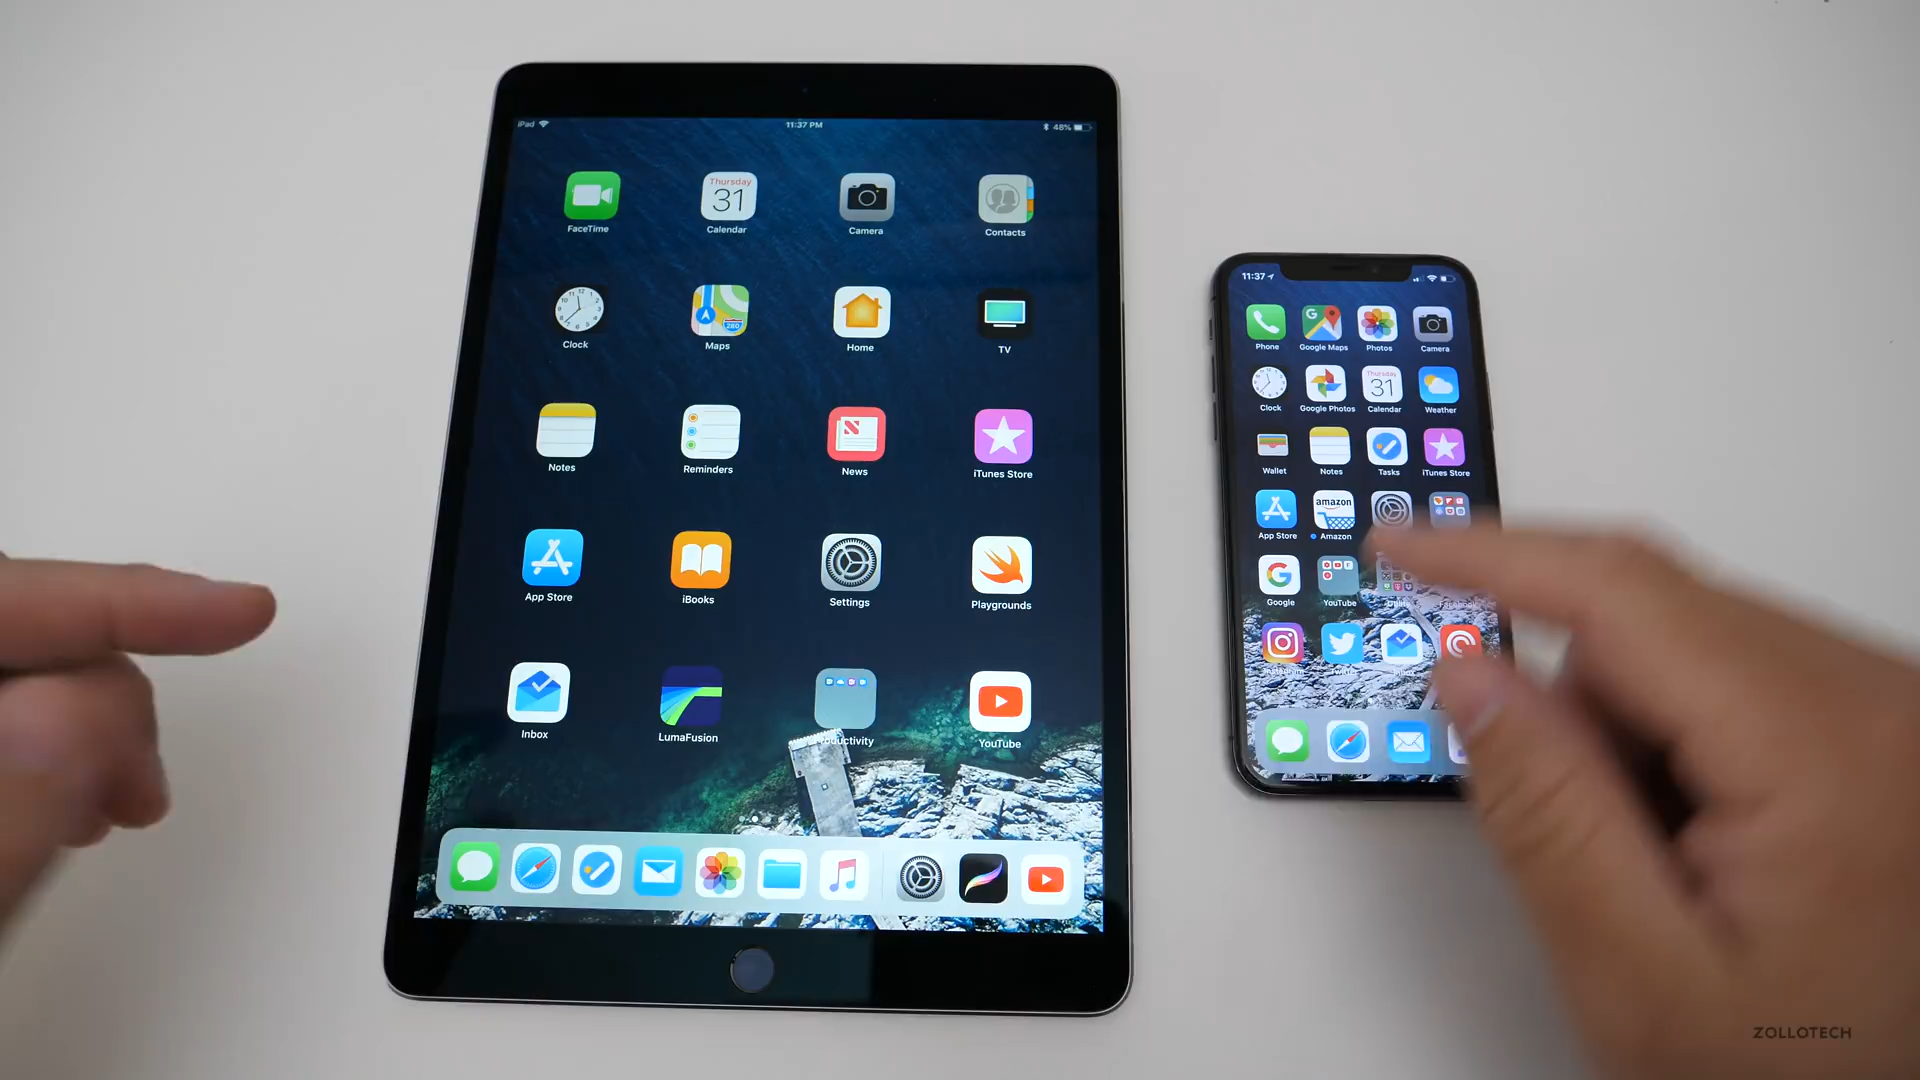 iPad 11:37 PM 48%
Thursday
31
FaceTime Calendar Camera Contacts
280
Clock Maps Home TV
Notes Reminders News iTunes Store
App Store iBooks Settings Playgrounds
Inbox LumaFusion Productivity YouTube
11:37
Phone Google Maps Photos Camera
Thursday
31
Clock Google Photos Calendar Weather
Wallet Notes Tasks iTunes Store
amazon
App Store Amazon
Google YouTube
ZOLLOTECH